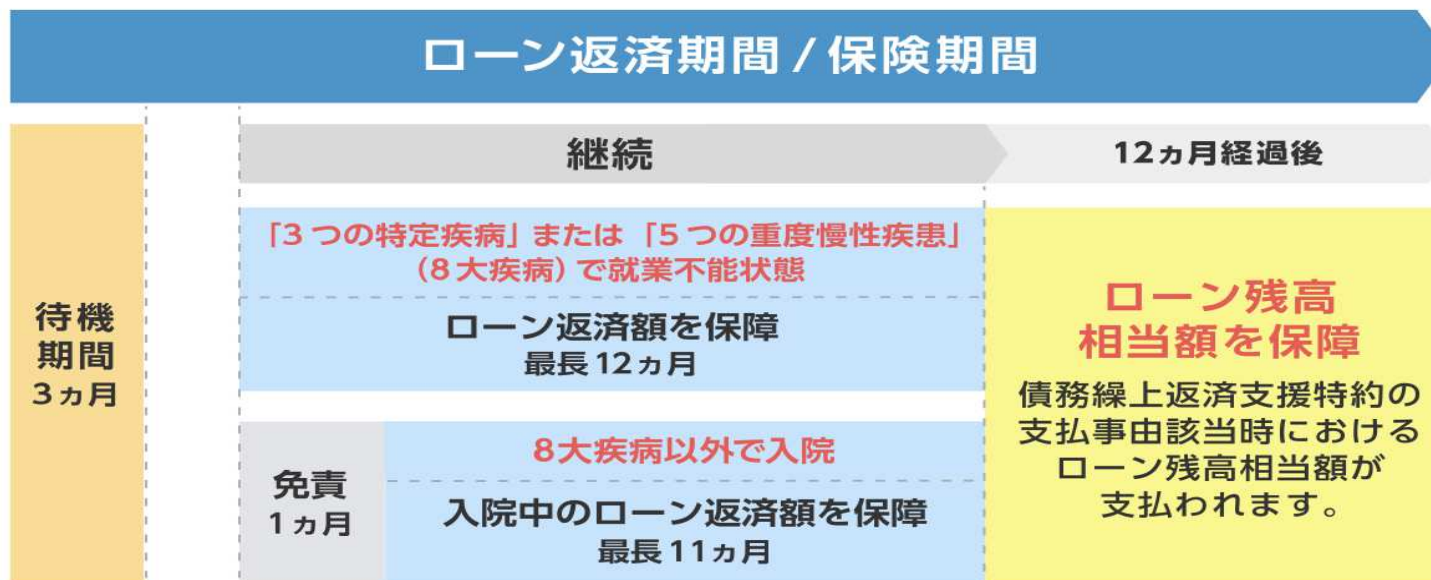 ローン返済期間 / 保険期間
継続
12ヵ月経過後
待機
期間
3ヵ月
「3つの特定疾病」または「5つの重度慢性疾患」
(8大疾病)で就業不能状態
ローン返済額を保障
最長12ヵ月
免責
1ヵ月
8大疾病以外で入院
入院中のローン返済額を保障
最長11ヵ月
ローン残高
相当額を保障
債務繰上返済支援特約の
支払事由該当時における
ローン残高相当額が
支払われます。